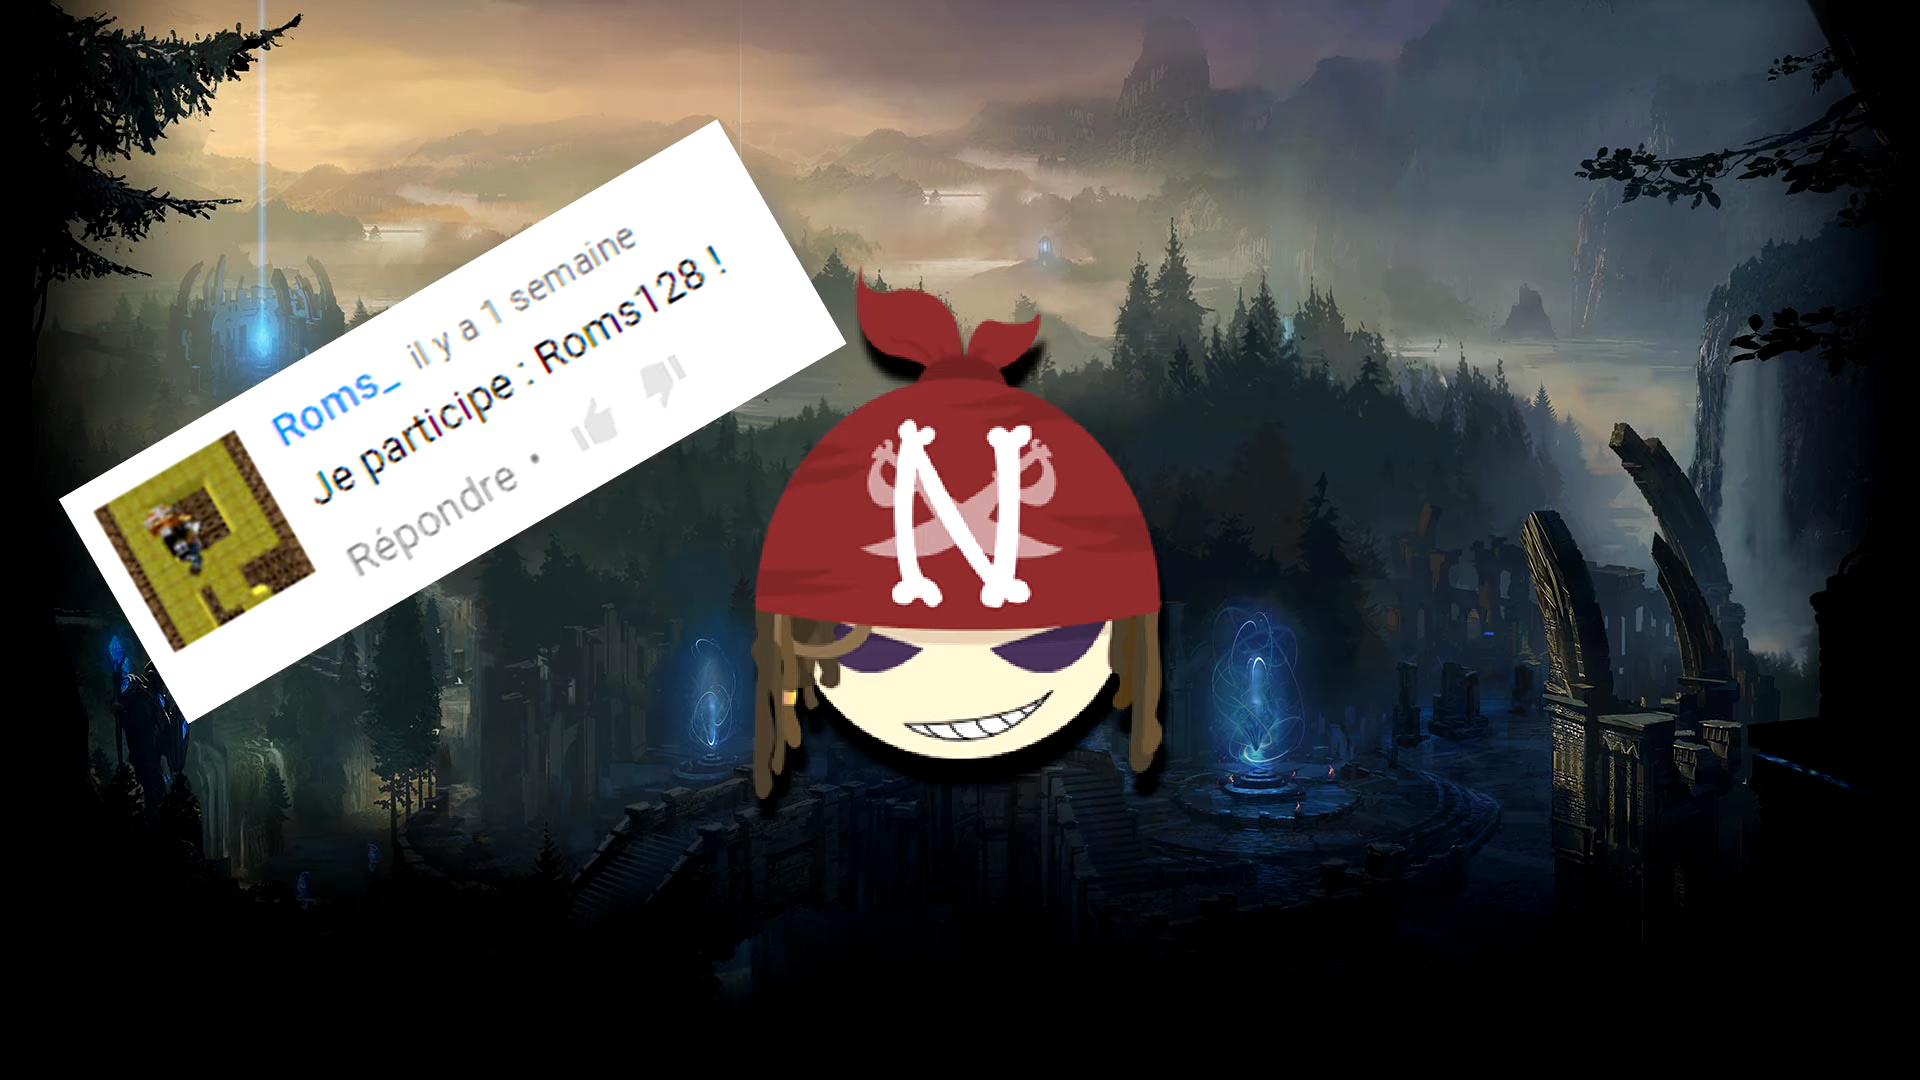 Roms_ il y a 1 semaine
Je participe : Roms128 !
Répondre •
N